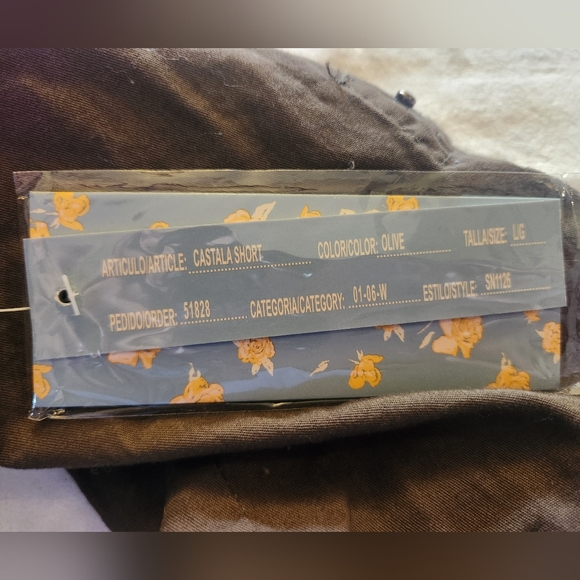 ARTICULO/ARTICLE: CASTALA SHORT COLOR/COLOR: OLIVE TALLA/SIZE: L/G
PEDIDO/ORDER: 51828 CATEGORIA/CATEGORY: 01-06-W ESTILO/STYLE: SN1126